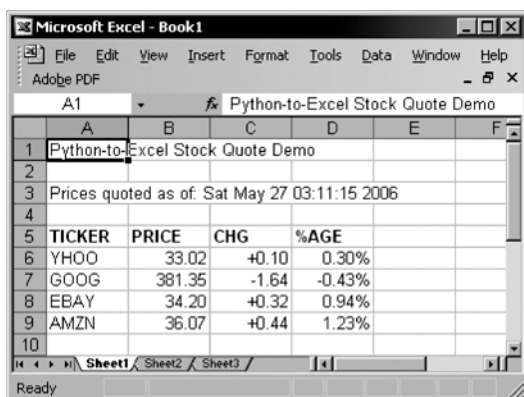 Microsoft Excel - Book1
File Edit View Insert Format Tools Data Window Help
Adobe PDF
A1 fx Python-to-Excel Stock Quote Demo
A B C D E F
1 Python-to-Excel Stock Quote Demo
2
3 Prices quoted as of: Sat May 27 03:11:15 2006
4
5 TICKER PRICE CHG %AGE
6 YHOO 33.02 +0.10 0.30%
7 GOOG 381.35 -1.64 -0.43%
8 EBAY 34.20 +0.32 0.94%
9 AMZN 36.07 +0.44 1.23%
10
Sheet1 Sheet2 Sheet3
Ready